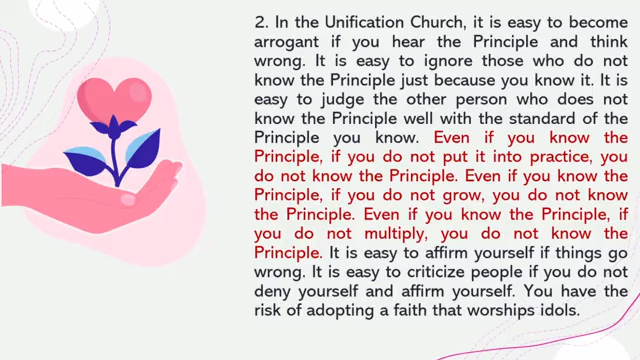 2. In the Unification Church, it is easy to become
arrogant if you hear the Principle and think
wrong. It is easy to ignore those who do not
know the Principle just because you know it. It is
easy to judge the other person who does not
know the Principle well with the standard of the
Principle you know. Even if you know the
Principle, if you do not put it into practice, you
do not know the Principle. Even if you know the
Principle, if you do not grow, you do not know
the Principle. Even if you know the Principle, if
you do not multiply, you do not know the
Principle. It is easy to affirm yourself if things go
wrong. It is easy to criticize people if you do not
deny yourself and affirm yourself. You have the
risk of adopting a faith that worships idols.